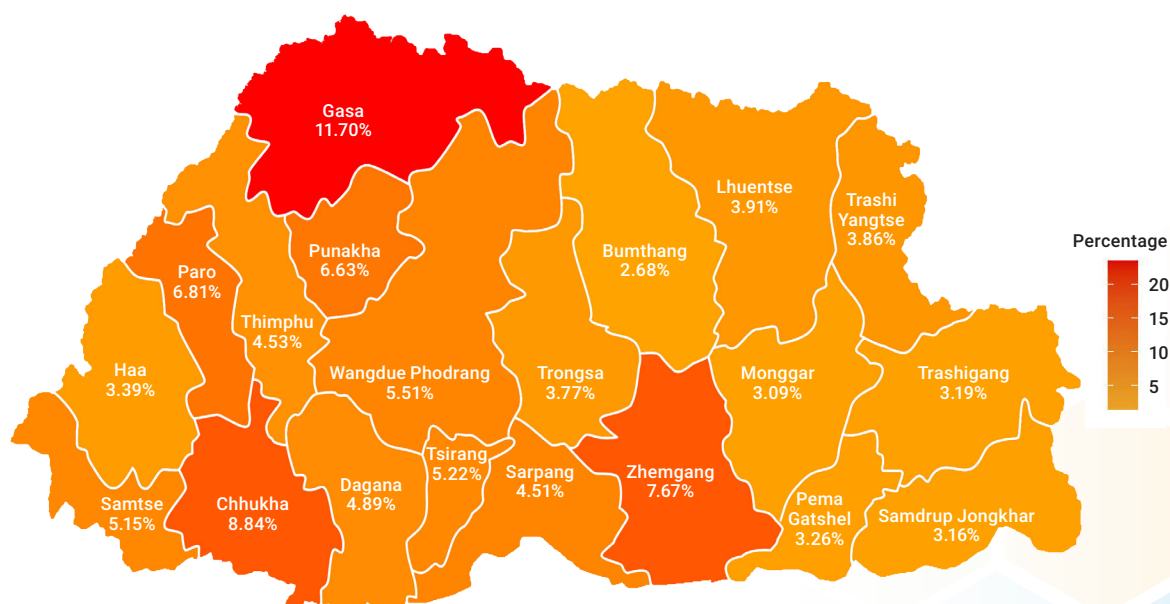 Gasa
11.70%
Punakha
6.63%
Paro
6.81%
Thimphu
4.53%
Haa
3.39%
Wangdue Phodrang
5.51%
Bumthang
2.68%
Lhuentse
3.91%
Trashi
Yangtse
3.86%
Trongsa
3.77%
Monggar
3.09%
Trashigang
3.19%
Samtse
5.15%
Chhukha
8.84%
Dagana
4.89%
Tsirang
5.22%
Sarpang
4.51%
Zhemgang
7.67%
Pema
Gatshel
3.26%
Samdrup Jongkhar
3.16%
Percentage
20
15
10
5